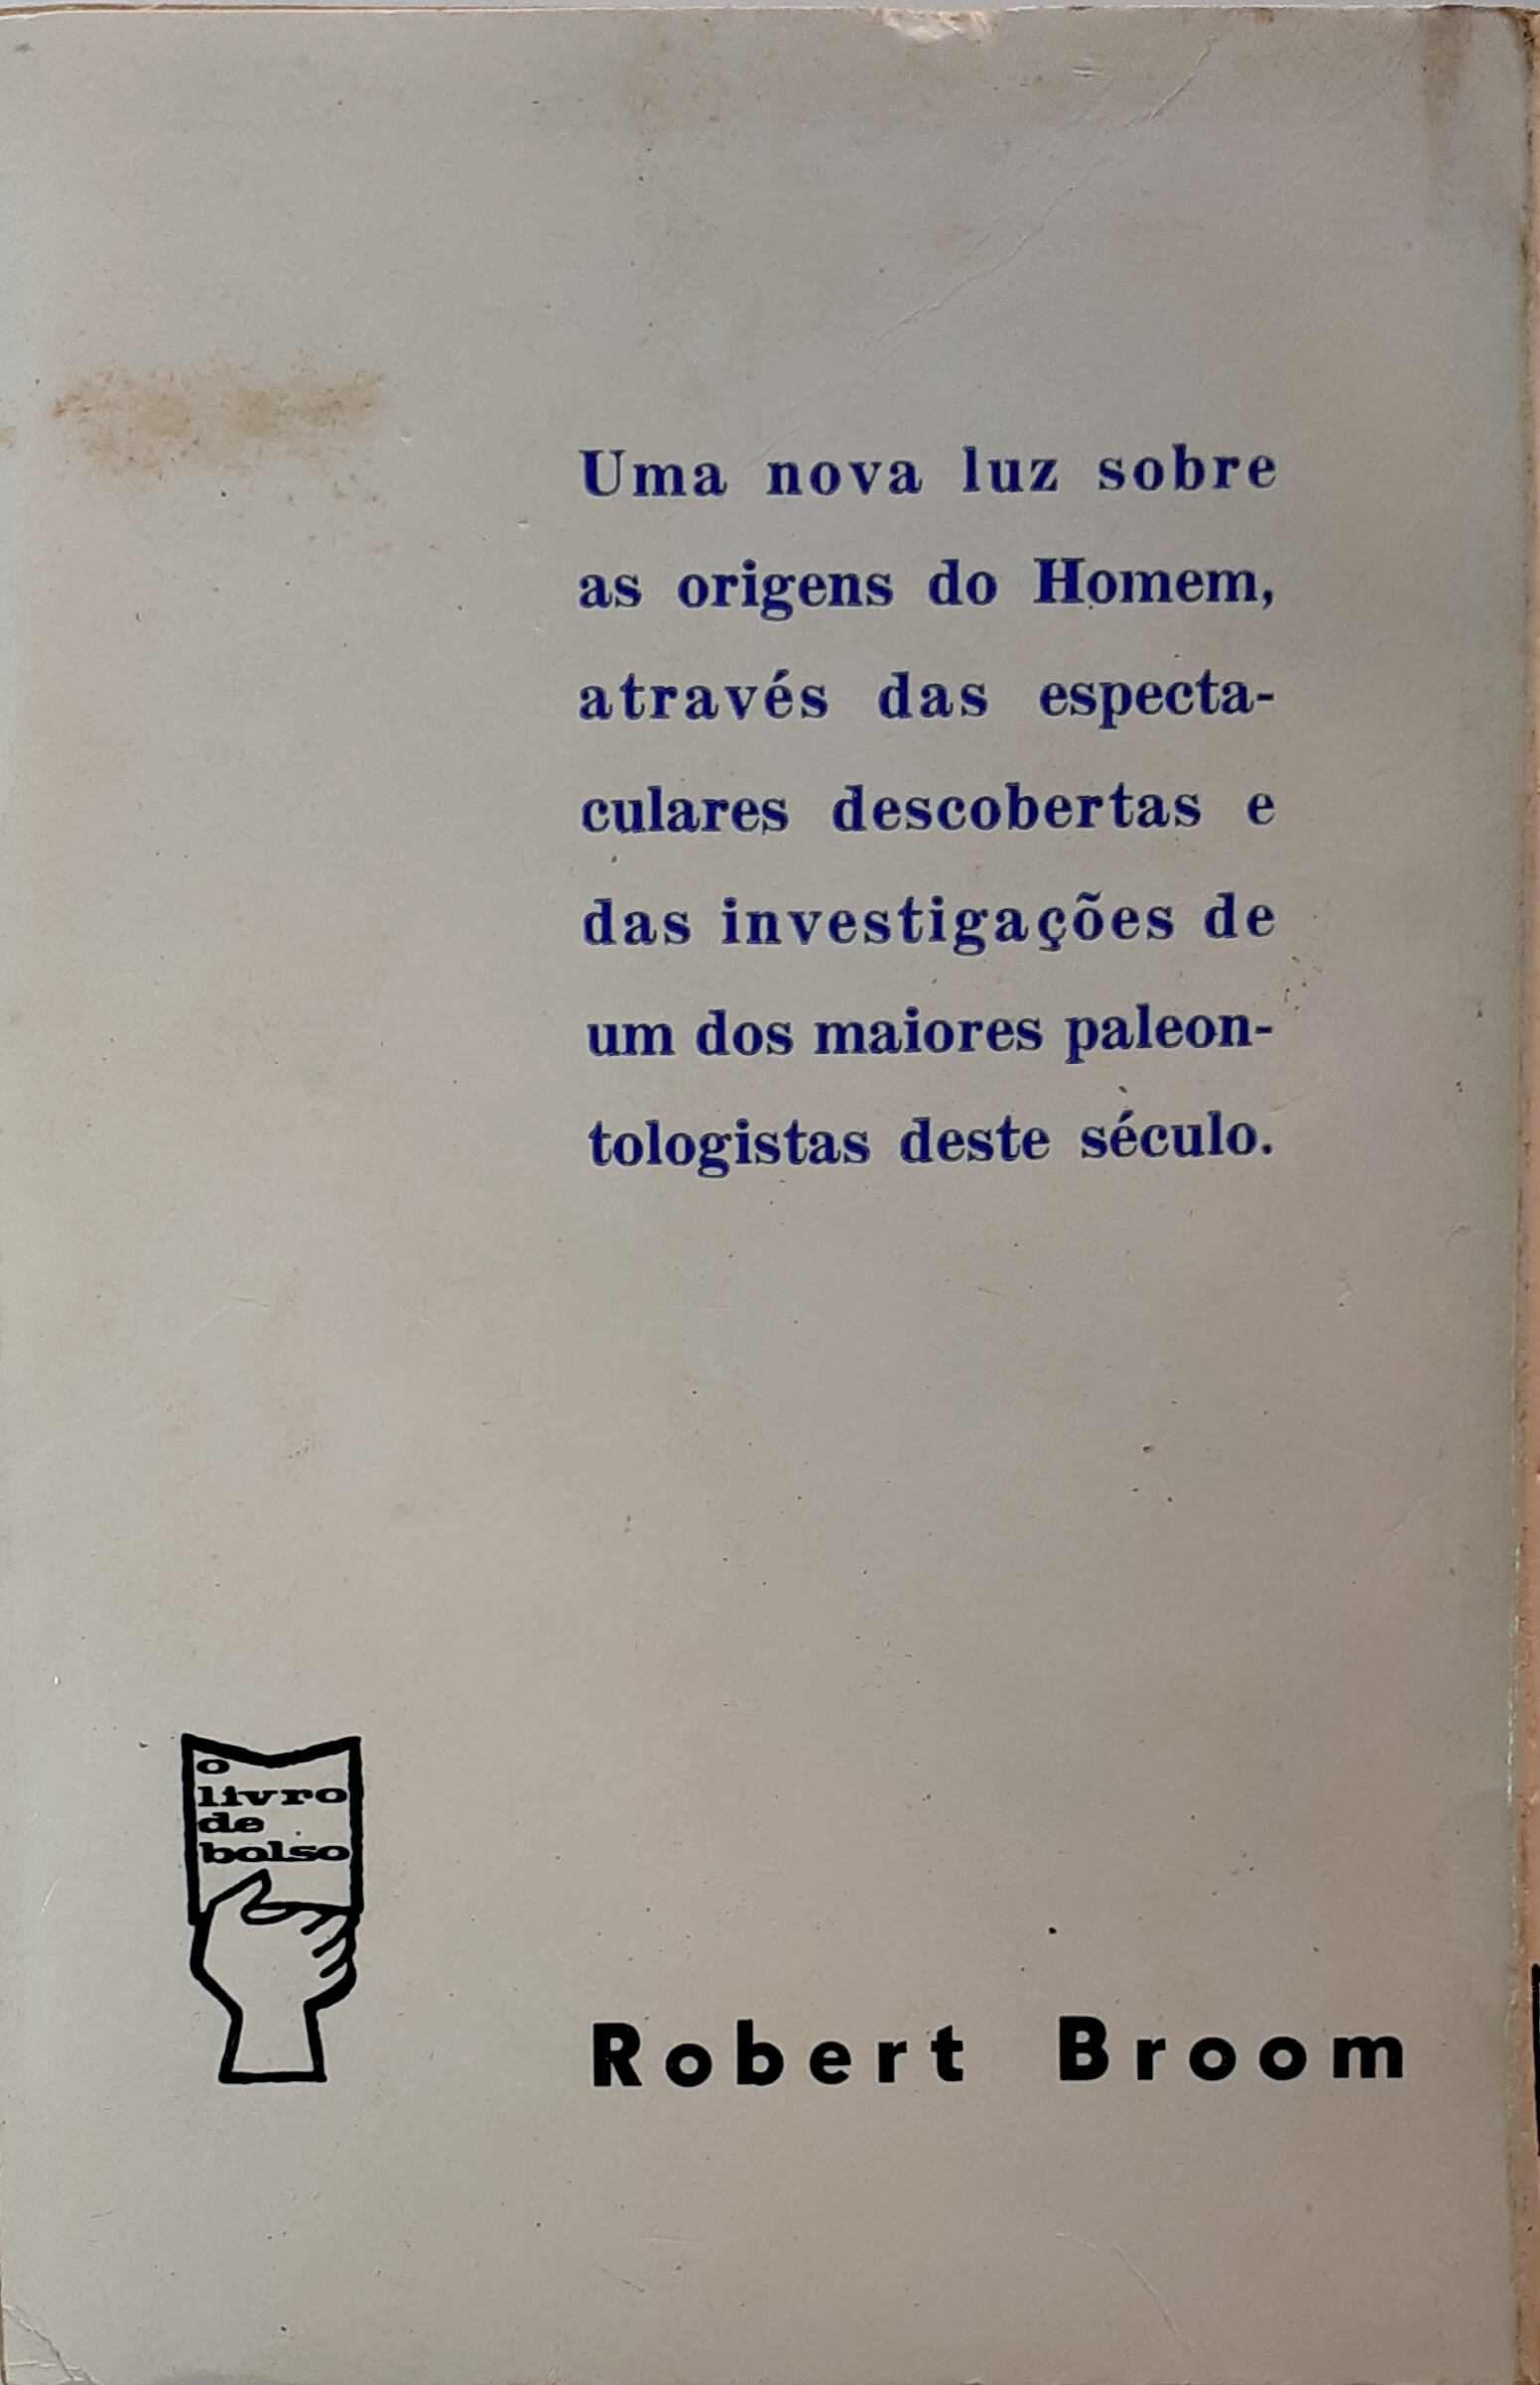 Uma nova luz sobre
as origens do Homem,
através das especta-
culares descobertas e
das investigações de
um dos maiores paleon-
tologistas deste século.
o
livro
de
bolso
Robert Broom